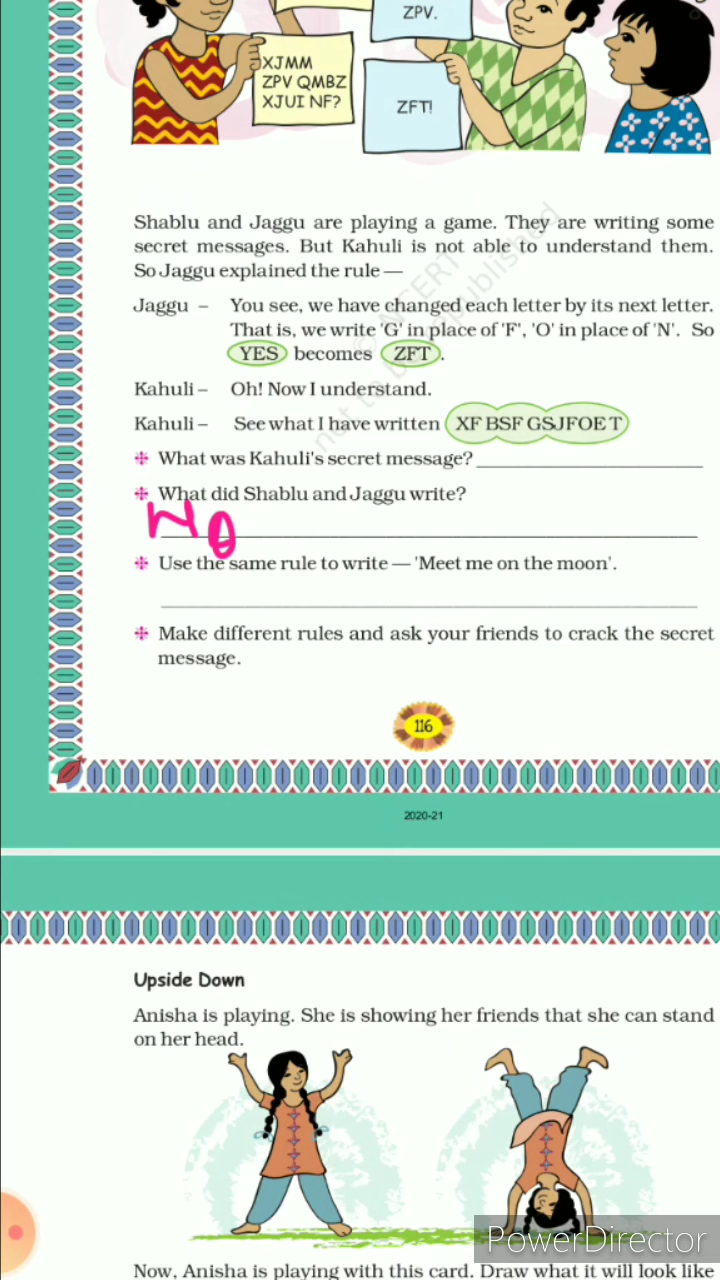 ZPV.
XJMM
ZPV QMBZ
XJUI NF?
ZFT!
Shablu and Jaggu are playing a game. They are writing some
secret messages. But Kahuli is not able to understand them.
So Jaggu explained the rule —
Jaggu – You see, we have changed each letter by its next letter.
That is, we write 'G' in place of 'F', 'O' in place of 'N'. So
YES becomes ZFT.
Kahuli – Oh! Now I understand.
Kahuli – See what I have written XF BSF GSJFOE T
What was Kahuli's secret message?
What did Shablu and Jaggu write?
NO
Use the same rule to write — 'Meet me on the moon'.
Make different rules and ask your friends to crack the secret
message.
116
2020-21
Upside Down
Anisha is playing. She is showing her friends that she can stand
on her head.
PowerDirector
Now, Anisha is playing with this card. Draw what it will look like